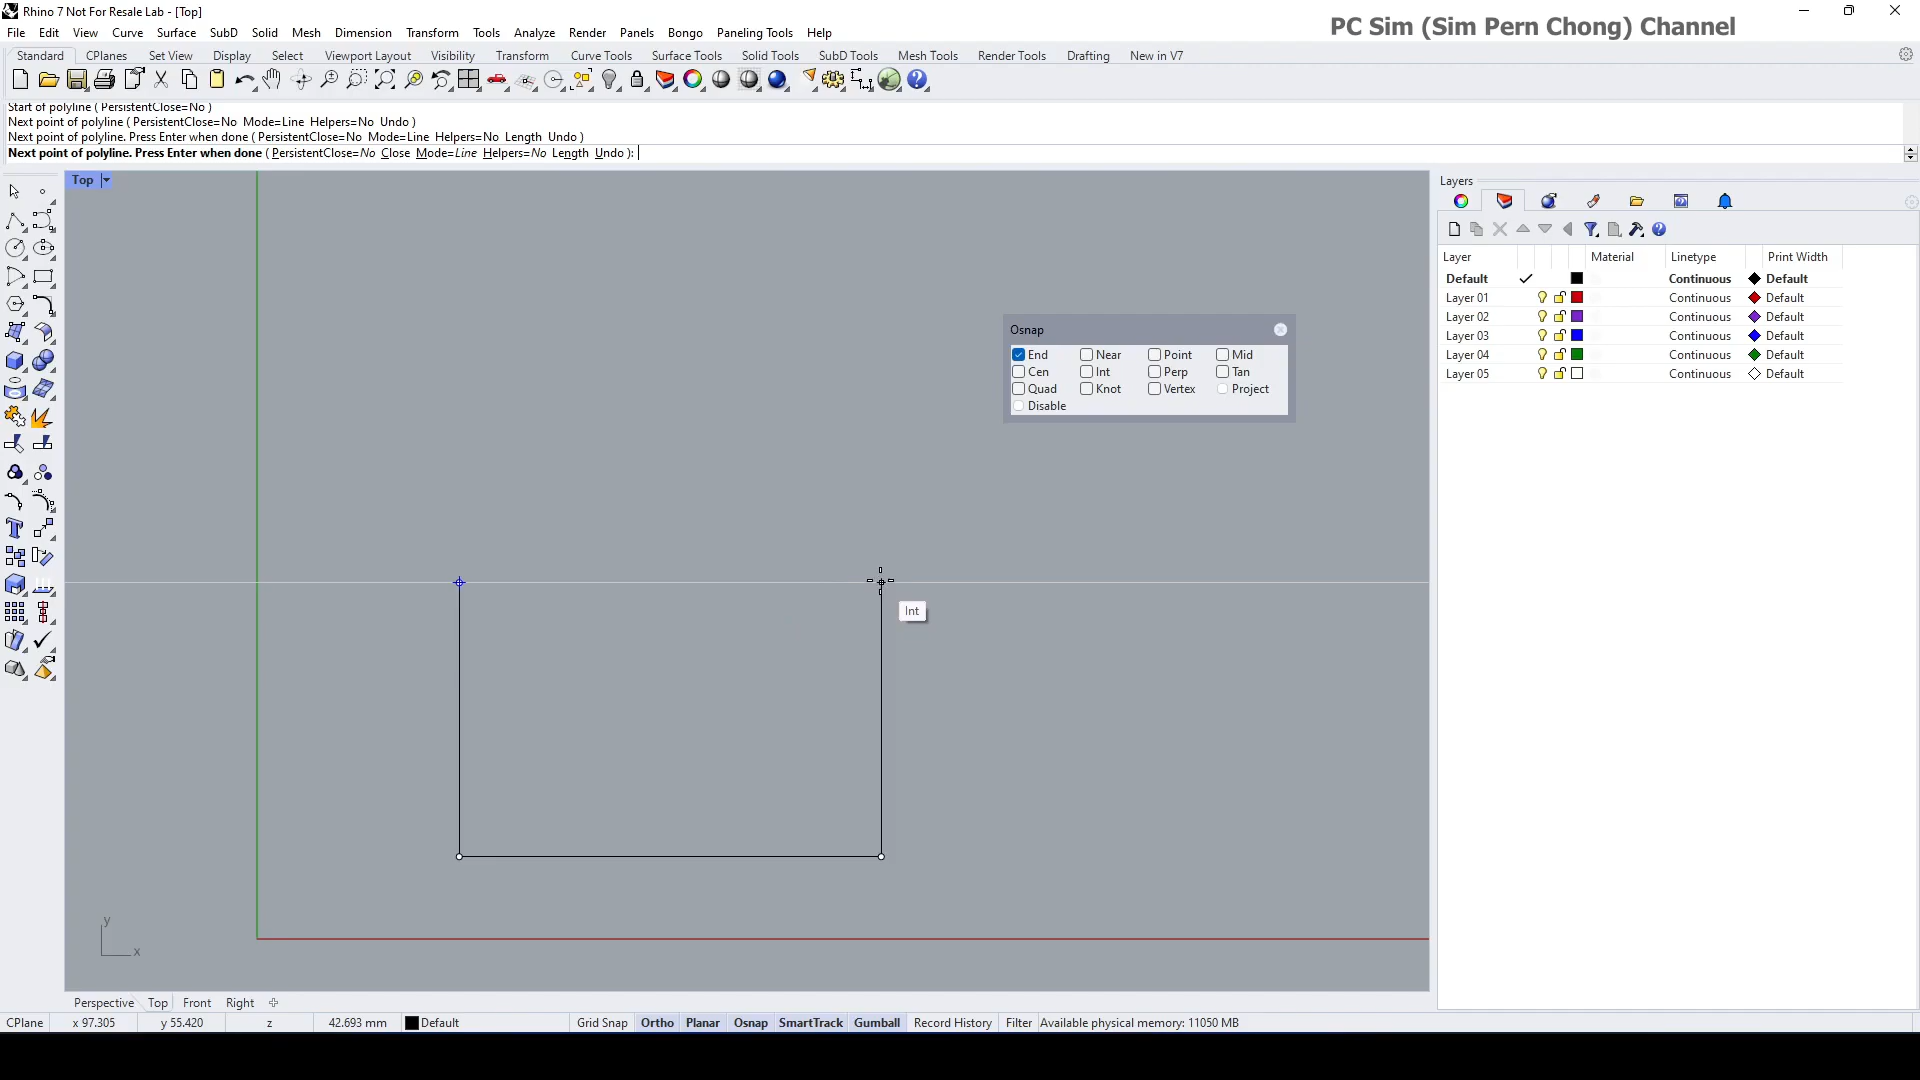 Rhino 7 Not For Resale Lab - [Top]
PC Sim (Sim Pern Chong) Channel
File Edit View Curve Surface SubD Solid Mesh Dimension Transform Tools Analyze Render Panels Bongo Paneling Tools Help
Standard CPlanes Set View Display Select Viewport Layout Visibility Transform Curve Tools Surface Tools Solid Tools SubD Tools Mesh Tools Render Tools Drafting New in V7
Start of polyline ( PersistentClose=No )
Next point of polyline ( PersistentClose=No Mode=Line Helpers=No Undo )
Next point of polyline. Press Enter when done ( PersistentClose=No Mode=Line Helpers=No Length Undo )
Next point of polyline. Press Enter when done ( PersistentClose=No Close Mode=Line Helpers=No Length Undo ):
Top
Layers
Layer Material Linetype Print Width
Default Continuous Default
Layer 01 Continuous Default
Layer 02 Continuous Default
Layer 03 Continuous Default
Layer 04 Continuous Default
Layer 05 Continuous Default
Osnap
End Near Point Mid
Cen Int Perp Tan
Quad Knot Vertex Project
Disable
Int
y
x
Perspective Top Front Right
CPlane x 97.305 y 55.420 z 42.693 mm Default Grid Snap Ortho Planar Osnap SmartTrack Gumball Record History Filter Available physical memory: 11050 MB